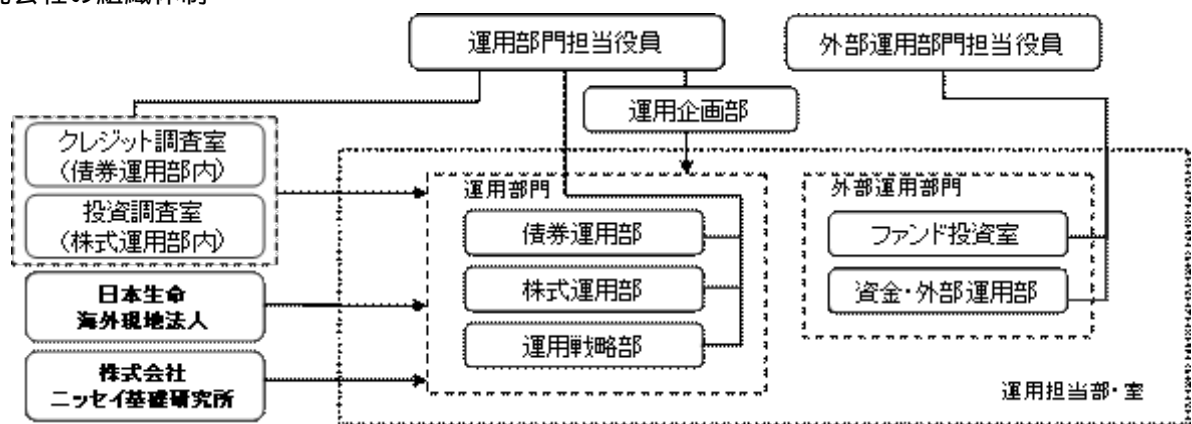 運用部門担当役員
外部運用部門担当役員
運用企画部
クレジット調査室
(債券運用部内)
投資調査室
(株式運用部内)
日本生命
海外現地法人
株式会社
ニッセイ基礎研究所
運用部門
債券運用部
株式運用部
運用戦略部
外部運用部門
ファンド投資室
資金・外部運用部
運用担当部・室